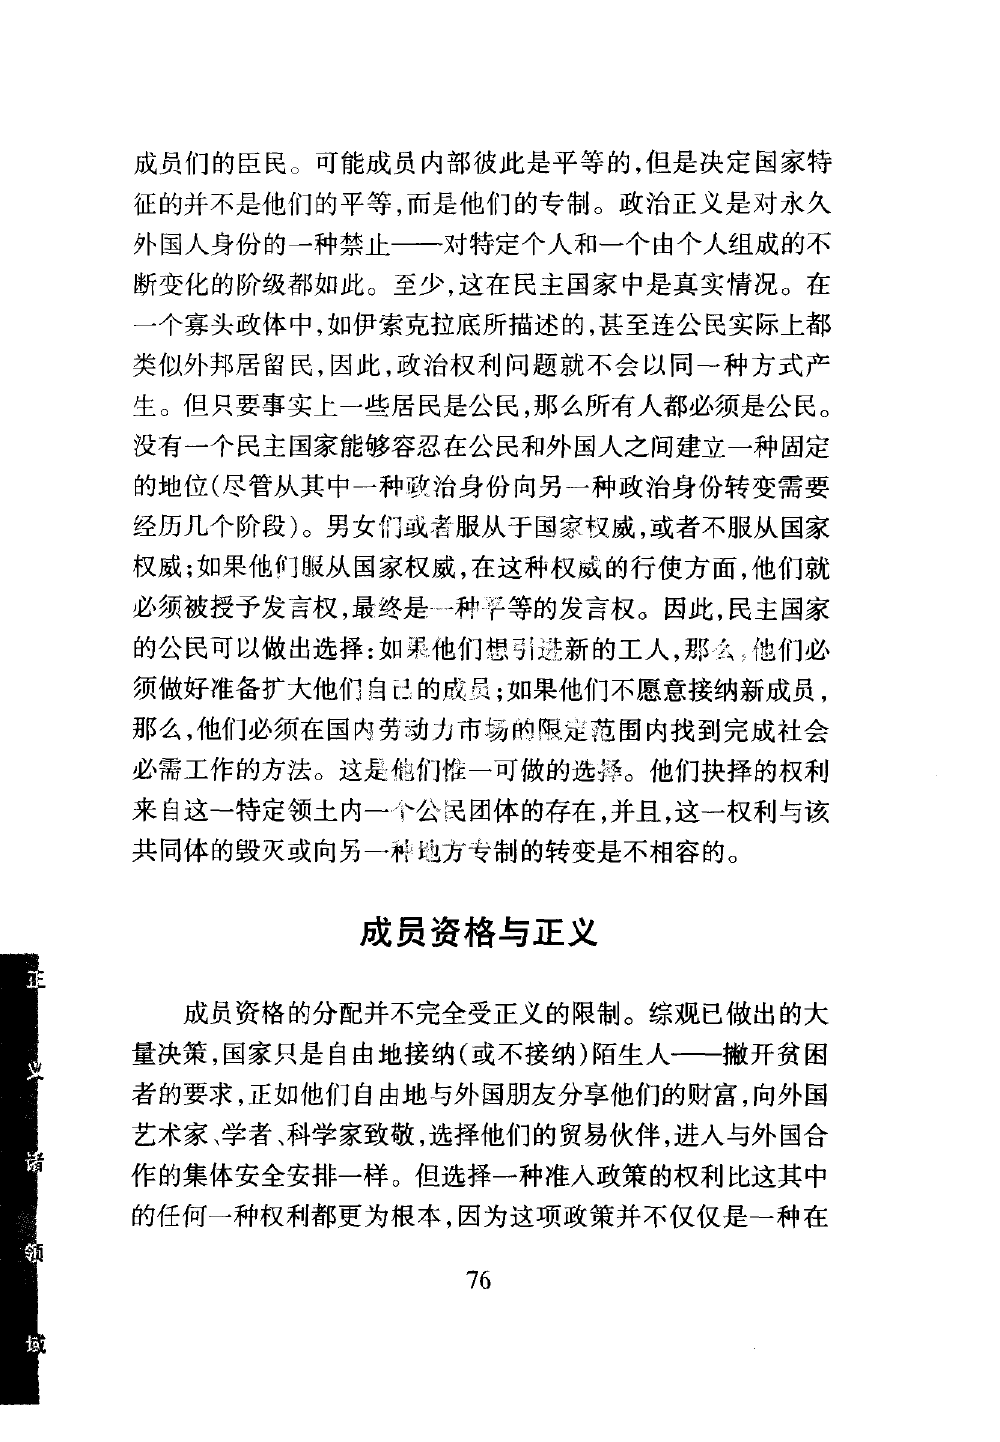 成员们的臣民。可能成员内部彼此是平等的,但是决定国家特
征的并不是他们的平等,而是他们的专制。政治正义是对永久
外国人身份的一种禁止——对特定个人和一个由个人组成的不
断变化的阶级都如此。至少,这在民主国家中是真实情况。在
一个寡头政体中,如伊索克拉底所描述的,甚至连公民实际上都
类似外邦居留民,因此,政治权利问题就不会以同一种方式产
生。但只要事实上一些居民是公民,那么所有人都必须是公民。
没有一个民主国家能够容忍在公民和外国人之间建立一种固定
的地位(尽管从其中一种政治身份向另一种政治身份转变需要
经历几个阶段)。男女们或者服从于国家权威,或者不服从国家
权威;如果他们服从国家权威,在这种权威的行使方面,他们就
必须被授予发言权,最终是一种平等的发言权。因此,民主国家
的公民可以做出选择:如果他们想引进新的工人,那么,他们必
须做好准备扩大他们自己的成员;如果他们不愿意接纳新成员,
那么,他们必须在国内劳动力市场的限定范围内找到完成社会
必需工作的方法。这是他们惟一可做的选择。他们抉择的权利
来自这一特定领土内一个公民团体的存在,并且,这一权利与该
共同体的毁灭或向另一种地方专制的转变是不相容的。
成员资格与正义
成员资格的分配并不完全受正义的限制。综观已做出的大
量决策,国家只是自由地接纳(或不接纳)陌生人——撇开贫困
者的要求,正如他们自由地与外国朋友分享他们的财富,向外国
艺术家、学者、科学家致敬,选择他们的贸易伙伴,进入与外国合
作的集体安全安排一样。但选择一种准入政策的权利比这其中
的任何一种权利都更为根本,因为这项政策并不仅仅是一种在
76
正
义
诸
领
域